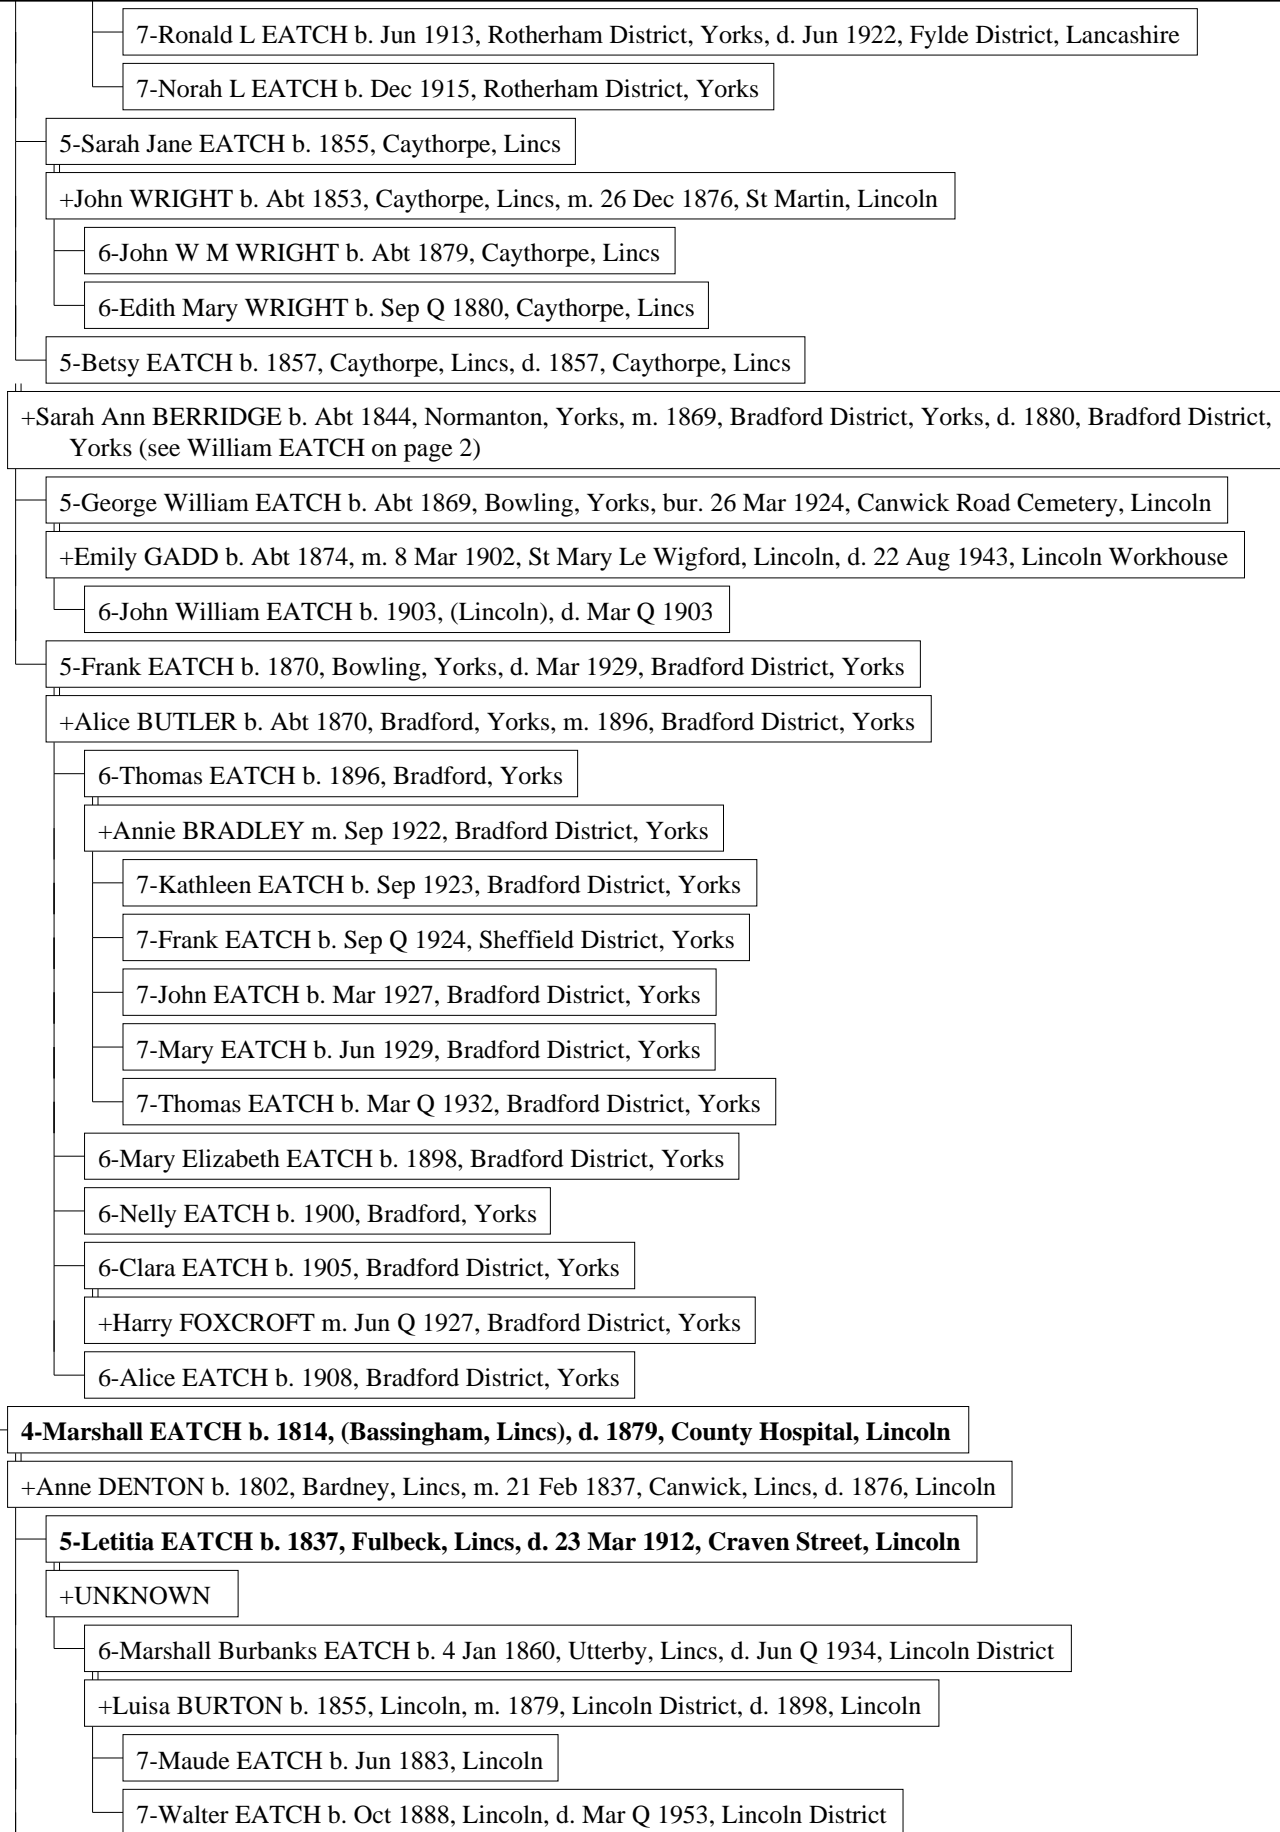 7-Ronald L EATCH b. Jun 1913, Rotherham District, Yorks, d. Jun 1922, Fylde District, Lancashire
7-Norah L EATCH b. Dec 1915, Rotherham District, Yorks
5-Sarah Jane EATCH b. 1855, Caythorpe, Lincs
+John WRIGHT b. Abt 1853, Caythorpe, Lincs, m. 26 Dec 1876, St Martin, Lincoln
6-John W M WRIGHT b. Abt 1879, Caythorpe, Lincs
6-Edith Mary WRIGHT b. Sep Q 1880, Caythorpe, Lincs
5-Betsy EATCH b. 1857, Caythorpe, Lincs, d. 1857, Caythorpe, Lincs
+Sarah Ann BERRIDGE b. Abt 1844, Normanton, Yorks, m. 1869, Bradford District, Yorks, d. 1880, Bradford District,
Yorks (see William EATCH on page 2)
5-George William EATCH b. Abt 1869, Bowling, Yorks, bur. 26 Mar 1924, Canwick Road Cemetery, Lincoln
+Emily GADD b. Abt 1874, m. 8 Mar 1902, St Mary Le Wigford, Lincoln, d. 22 Aug 1943, Lincoln Workhouse
6-John William EATCH b. 1903, (Lincoln), d. Mar Q 1903
5-Frank EATCH b. 1870, Bowling, Yorks, d. Mar 1929, Bradford District, Yorks
+Alice BUTLER b. Abt 1870, Bradford, Yorks, m. 1896, Bradford District, Yorks
6-Thomas EATCH b. 1896, Bradford, Yorks
+Annie BRADLEY m. Sep 1922, Bradford District, Yorks
7-Kathleen EATCH b. Sep 1923, Bradford District, Yorks
7-Frank EATCH b. Sep Q 1924, Sheffield District, Yorks
7-John EATCH b. Mar 1927, Bradford District, Yorks
7-Mary EATCH b. Jun 1929, Bradford District, Yorks
7-Thomas EATCH b. Mar Q 1932, Bradford District, Yorks
6-Mary Elizabeth EATCH b. 1898, Bradford District, Yorks
6-Nelly EATCH b. 1900, Bradford, Yorks
6-Clara EATCH b. 1905, Bradford District, Yorks
+Harry FOXCROFT m. Jun Q 1927, Bradford District, Yorks
6-Alice EATCH b. 1908, Bradford District, Yorks
4-Marshall EATCH b. 1814, (Bassingham, Lincs), d. 1879, County Hospital, Lincoln
+Anne DENTON b. 1802, Bardney, Lincs, m. 21 Feb 1837, Canwick, Lincs, d. 1876, Lincoln
5-Letitia EATCH b. 1837, Fulbeck, Lincs, d. 23 Mar 1912, Craven Street, Lincoln
+UNKNOWN
6-Marshall Burbanks EATCH b. 4 Jan 1860, Utterby, Lincs, d. Jun Q 1934, Lincoln District
+Luisa BURTON b. 1855, Lincoln, m. 1879, Lincoln District, d. 1898, Lincoln
7-Maude EATCH b. Jun 1883, Lincoln
7-Walter EATCH b. Oct 1888, Lincoln, d. Mar Q 1953, Lincoln District